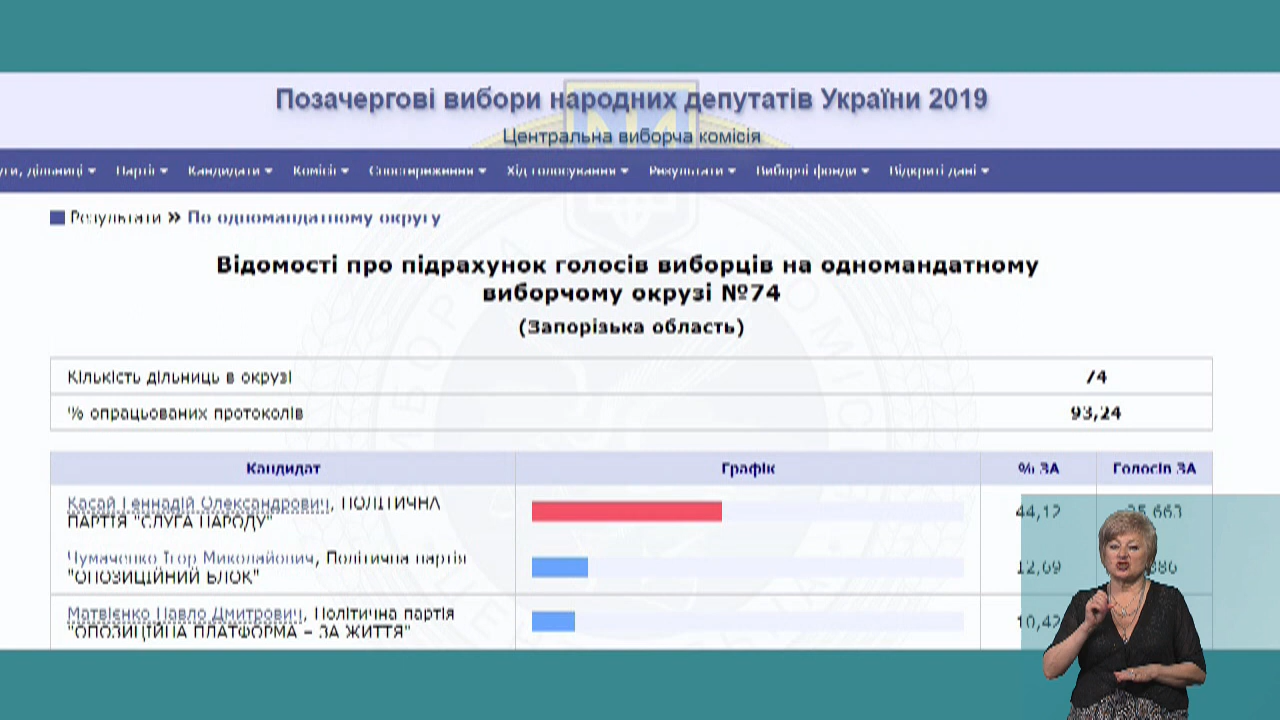 Позачергові вибори народних депутатів України 2019
Центральна виборча комісія
дільниці Партії Кандидати Комісії Спостереження Хід голосування Результати Виборчі фонди Відкриті дані
Результати » По одномандатному округу
Відомості про підрахунок голосів виборців на одномандатному
виборчому окрузі №74
(Запорізька область)
Кількість дільниць в окрузі 74
% опрацьованих протоколів 93,24
Кандидат Графік % ЗА Голосів ЗА
Касай Геннадій Олександрович, ПОЛІТИЧНА 44,12
ПАРТІЯ "СЛУГА НАРОДУ"
Чумаченко Ігор Миколайович, Політична партія 12,69
"ОПОЗИЦІЙНИЙ БЛОК"
Матвієнко Павло Дмитрович, Політична партія 10,42
"ОПОЗИЦІЙНА ПЛАТФОРМА – ЗА ЖИТТЯ"